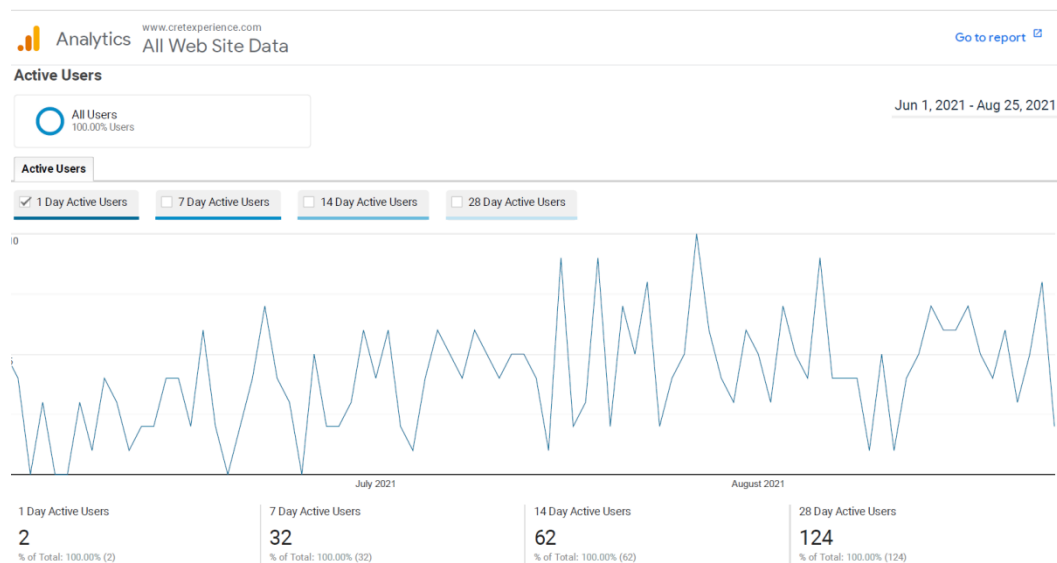 www.cretexperience.com
Analytics All Web Site Data
Go to report
Active Users
All Users
100.00% Users
Jun 1, 2021 - Aug 25, 2021
Active Users
1 Day Active Users 7 Day Active Users 14 Day Active Users 28 Day Active Users
10
5
July 2021 August 2021
1 Day Active Users 7 Day Active Users 14 Day Active Users 28 Day Active Users
2 32 62 124
% of Total: 100.00% (2) % of Total: 100.00% (32) % of Total: 100.00% (62) % of Total: 100.00% (124)